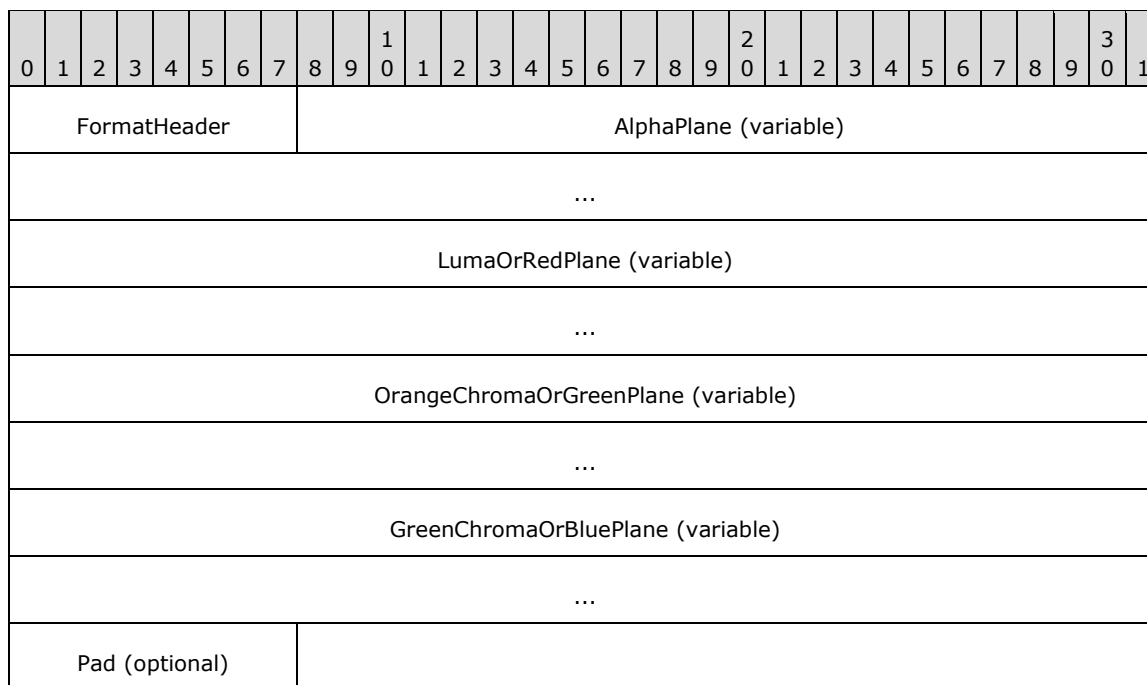 1 2 3
0 1 2 3 4 5 6 7 8 9 0 1 2 3 4 5 6 7 8 9 0 1 2 3 4 5 6 7 8 9 0 1
FormatHeader AlphaPlane (variable)
...
LumaOrRedPlane (variable)
...
OrangeChromaOrGreenPlane (variable)
...
GreenChromaOrBluePlane (variable)
...
Pad (optional)